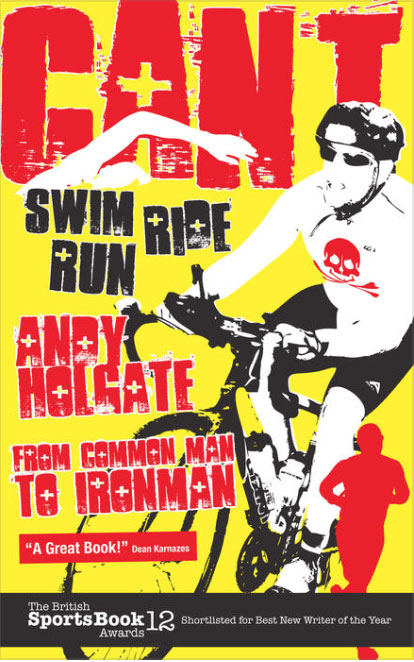 CAN'T
SWIM RIDE
RUN
ANDY
HOLGATE
FROM COMMON MAN
TO IRONMAN
“A Great Book!” Dean Karnazes
The British
SportsBook 12
Awards
Shortlisted for Best New Writer of the Year